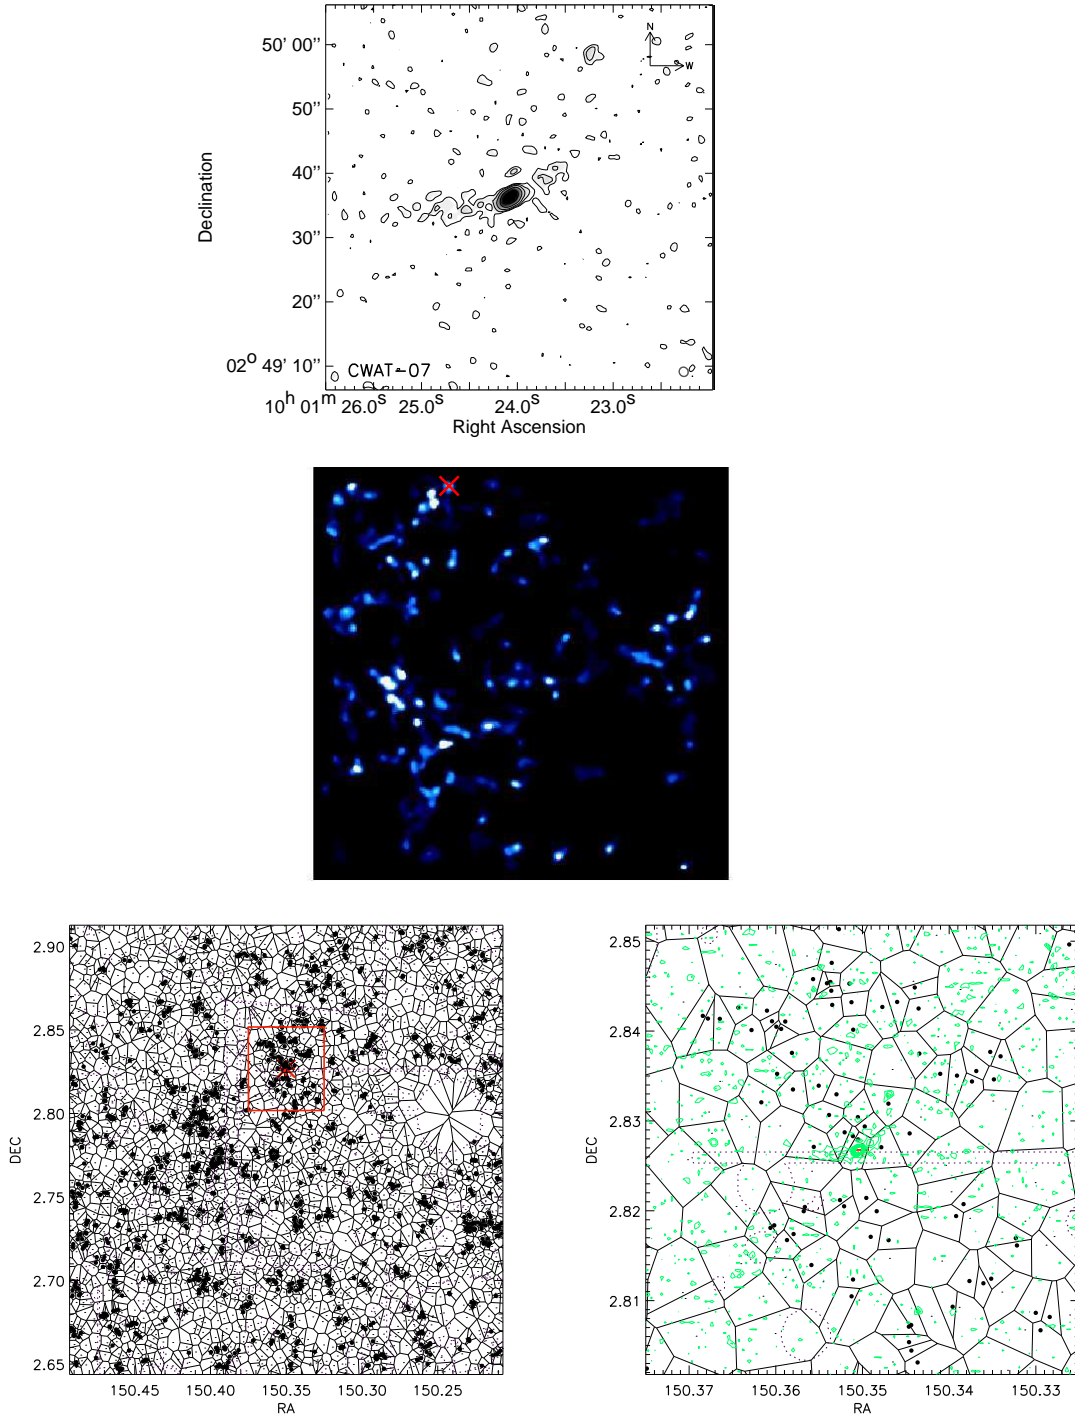 50' 00''
N
W
50''
40''
30''
20''
02º 49' 10''
CWAT-07
10h 01m 26.0s 25.0s 24.0s 23.0s
Right Ascension
Declination
2.90
2.85
2.80
2.75
2.70
2.65
DEC
150.45 150.40 150.35 150.30 150.25
RA
2.85
2.84
2.83
2.82
2.81
DEC
150.37 150.36 150.35 150.34 150.33
RA